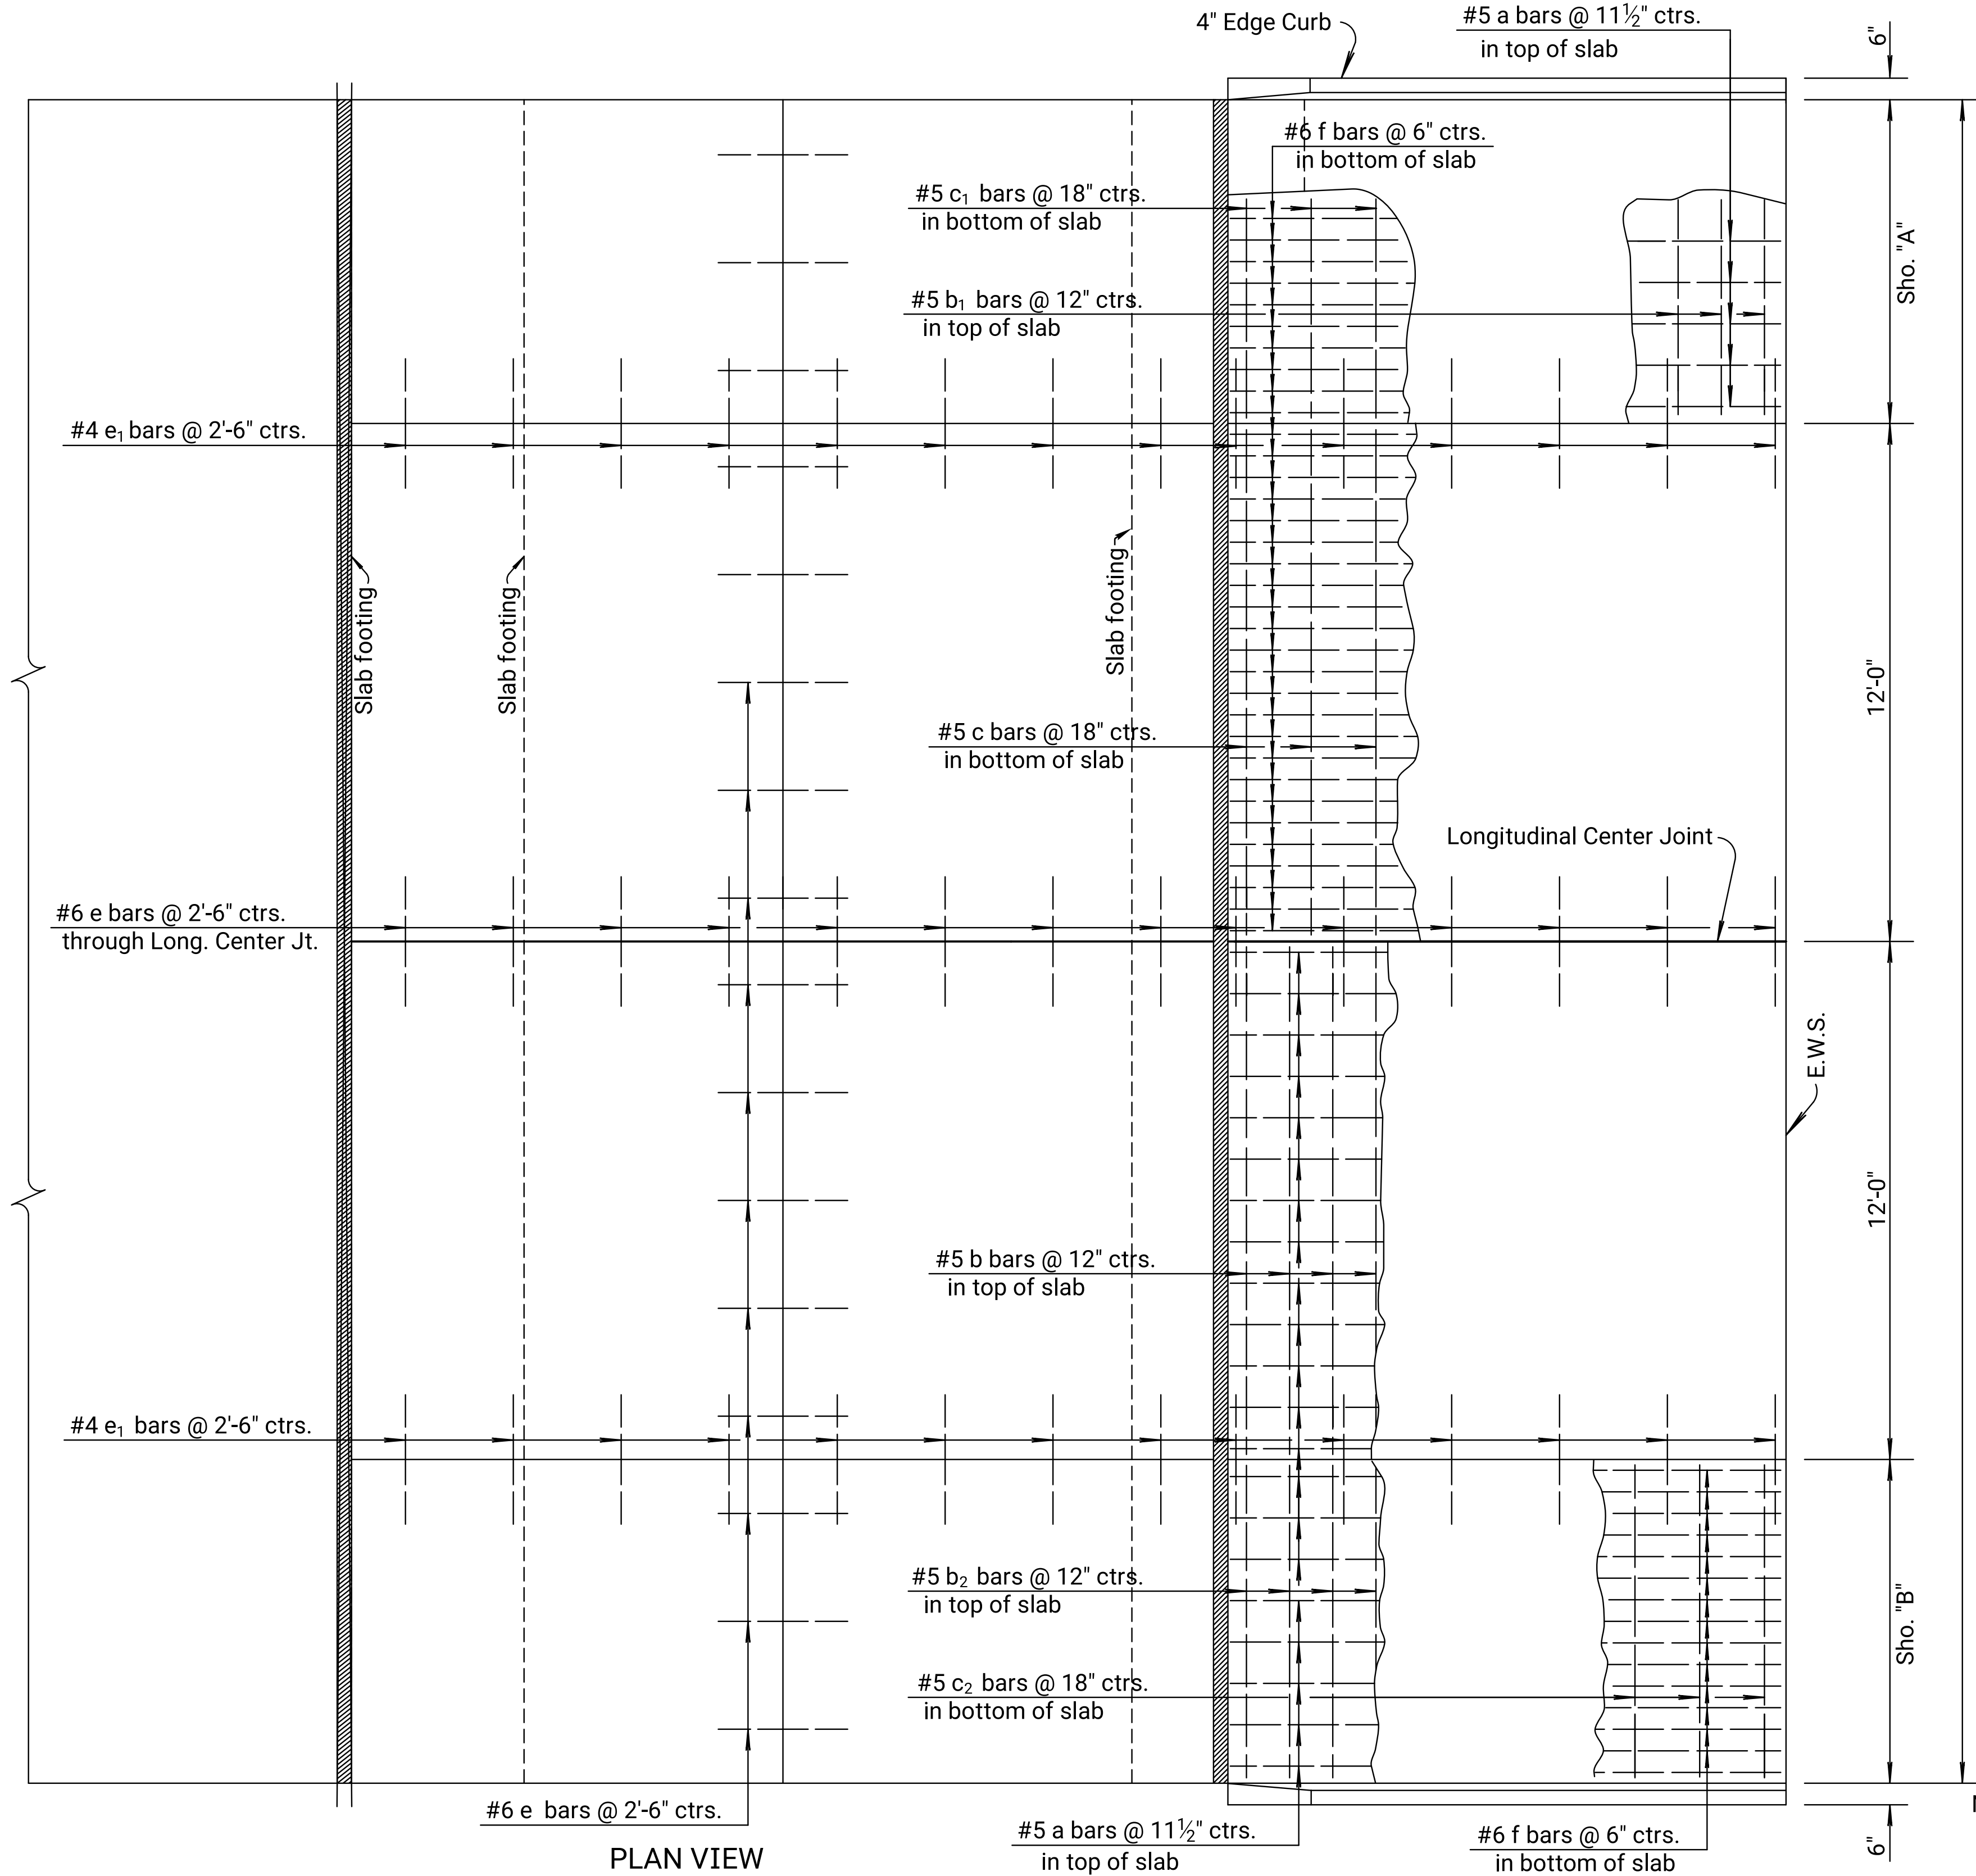 4" Edge Curb
#5 a bars @ 11½" ctrs.
in top of slab
6"
#6 f bars @ 6" ctrs.
in bottom of slab
#5 c₁ bars @ 18" ctrs.
in bottom of slab
Sho. "A"
#5 b₁ bars @ 12" ctrs.
in top of slab
#4 e₁ bars @ 2'-6" ctrs.
Slab footing
Slab footing
Slab footing
12'-0"
#5 c bars @ 18" ctrs.
in bottom of slab
Longitudinal Center Joint
#6 e bars @ 2'-6" ctrs.
through Long. Center Jt.
E.W.S.
12'-0"
#5 b bars @ 12" ctrs.
in top of slab
#4 e₁ bars @ 2'-6" ctrs.
#5 b₂ bars @ 12" ctrs.
in top of slab
Sho. "B"
#5 c₂ bars @ 18" ctrs.
in bottom of slab
#6 e bars @ 2'-6" ctrs.
#5 a bars @ 11½" ctrs.
in top of slab
#6 f bars @ 6" ctrs.
in bottom of slab
6"
PLAN VIEW